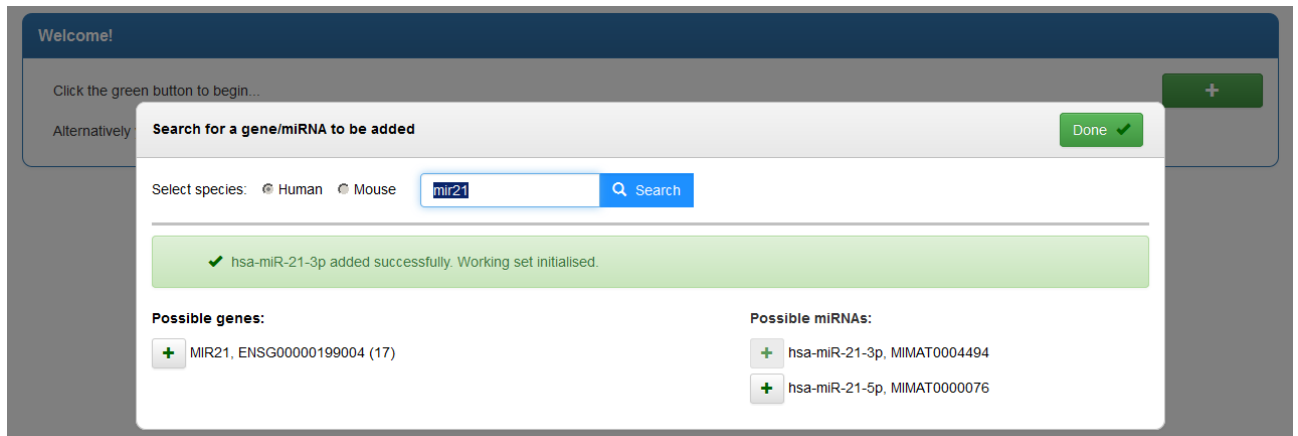 Welcome!
Click the green button to begin...
Alternatively
Search for a gene/miRNA to be added
Done
Select species: Human Mouse mir21 Search
hsa-miR-21-3p added successfully. Working set initialised.
Possible genes:
Possible miRNAs:
MIR21, ENSG00000199004 (17)
hsa-miR-21-3p, MIMAT0004494
hsa-miR-21-5p, MIMAT0000076